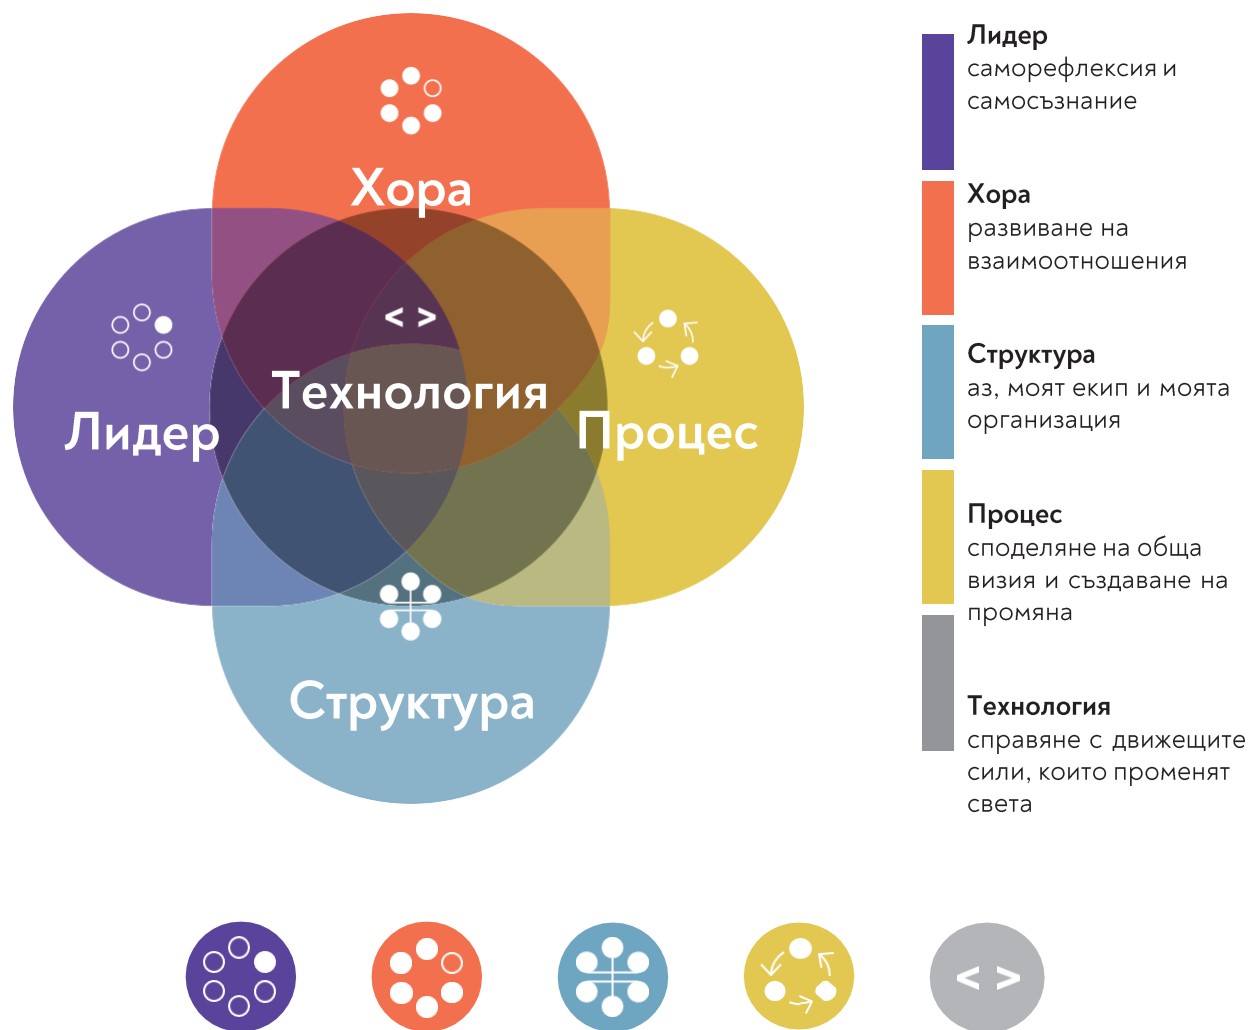 Хора
< >
Технология
Лидер
Процес
Структура
Лидер
саморефлексия и
самосъзнание
Хора
развиване на
взаимоотношения
Структура
аз, моят екип и моята
организация
Процес
споделяне на обща
визия и създаване на
промяна
Технология
справяне с движещите
сили, които променят
света
< >